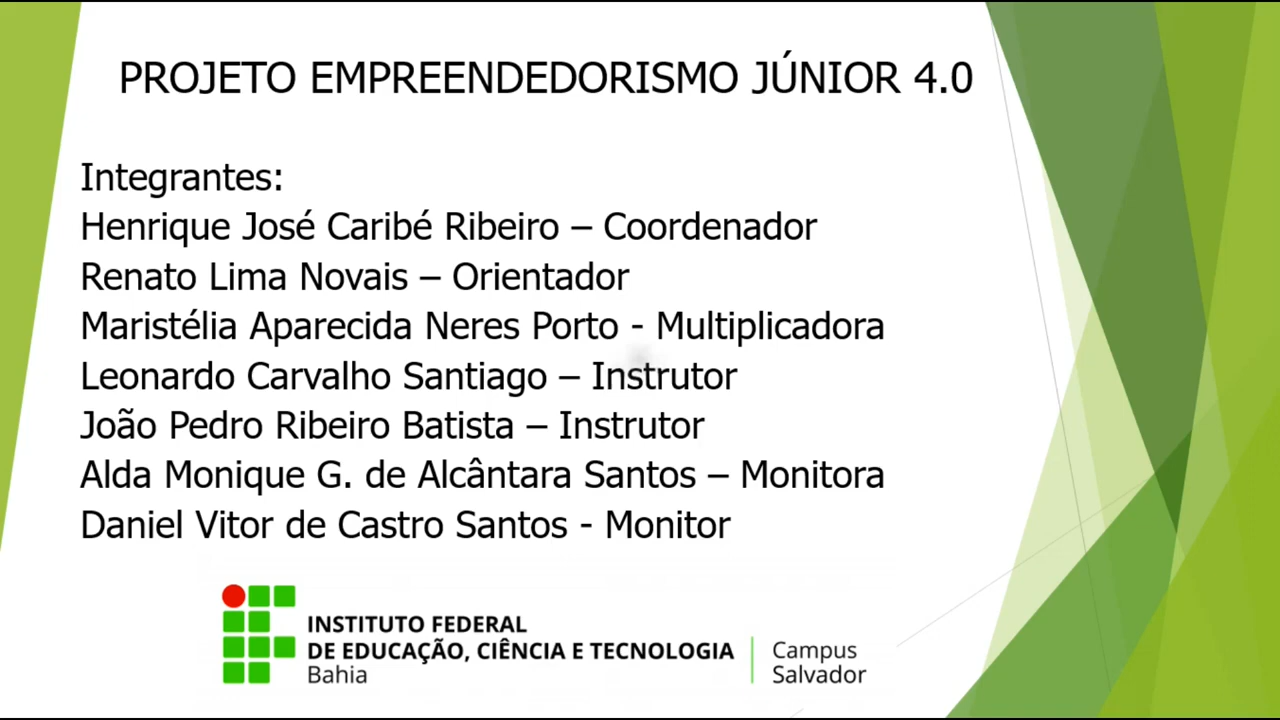 PROJETO EMPREENDEDORISMO JÚNIOR 4.0
Integrantes:
Henrique José Caribé Ribeiro – Coordenador
Renato Lima Novais – Orientador
Maristélia Aparecida Neres Porto - Multiplicadora
Leonardo Carvalho Santiago – Instrutor
João Pedro Ribeiro Batista – Instrutor
Alda Monique G. de Alcântara Santos – Monitora
Daniel Vitor de Castro Santos - Monitor
INSTITUTO FEDERAL
DE EDUCAÇÃO, CIÊNCIA E TECNOLOGIA
Bahia
Campus
Salvador